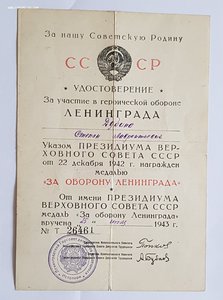 За нашу Советскую Родину
СС СР
УДОСТОВЕРЕНИЕ
За участие в героической обороне
ЛЕНИНГРАДА
Указом ПРЕЗИДИУМА ВЕР-
ХОВНОГО СОВЕТА СССР
от 22 декабря 1942 г. награжден
медалью
«ЗА ОБОРОНУ ЛЕНИНГРАДА»
От имени ПРЕЗИДИУМА
ВЕРХОВНОГО СОВЕТА СССР
медаль «За оборону Ленинграда»
вручена 1943 г.
№ Т 26461